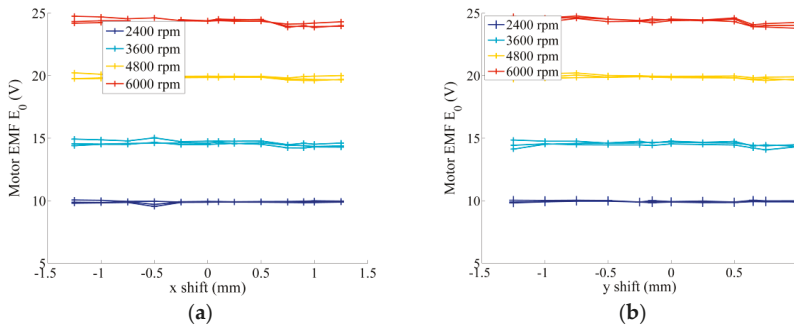 25
20
15
10
5
Motor EMF E0 (V)
2400 rpm
3600 rpm
4800 rpm
6000 rpm
-1.5 -1 -0.5 0 0.5 1 1.5
x shift (mm)
(a)
25
20
15
10
5
Motor EMF E0 (V)
2400 rpm
3600 rpm
4800 rpm
6000 rpm
-1.5 -1 -0.5 0 0.5
y shift (mm)
(b)